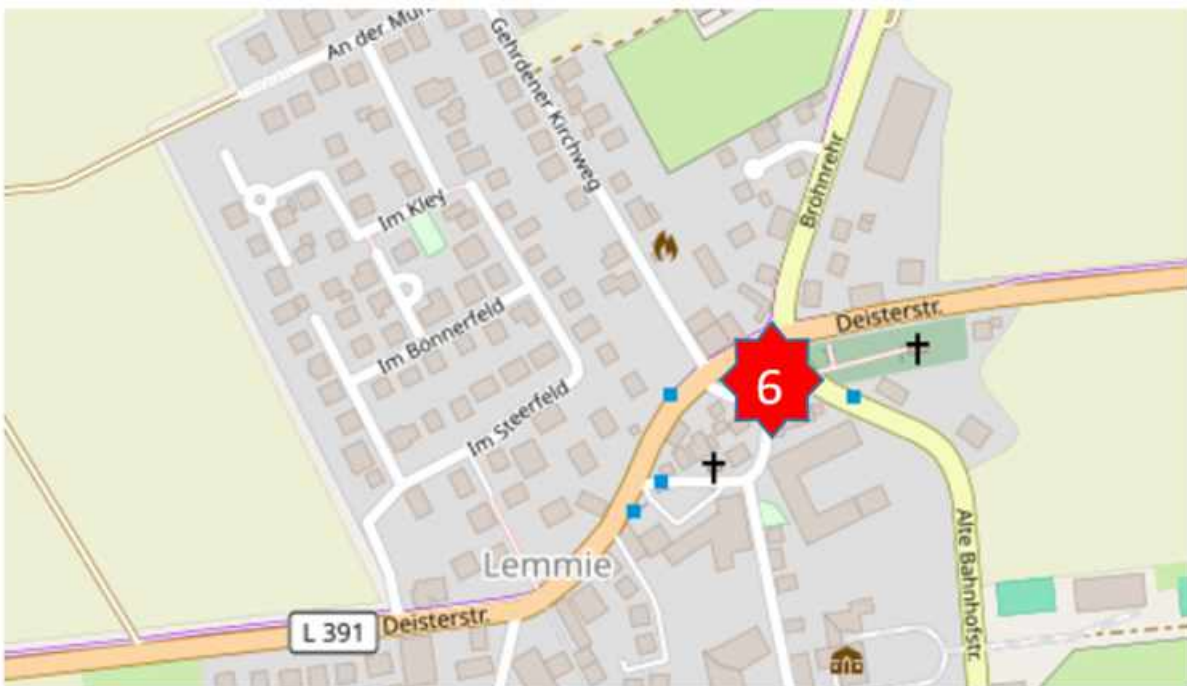 An der
Gehrdener Kirchweg
Bröhnrehr
Im Kley
Im Bönnerfeld
Deisterstr.
6
Im Steerfeld
Lemmie
Alte Bahnhofstr.
L 391
Deisterstr.